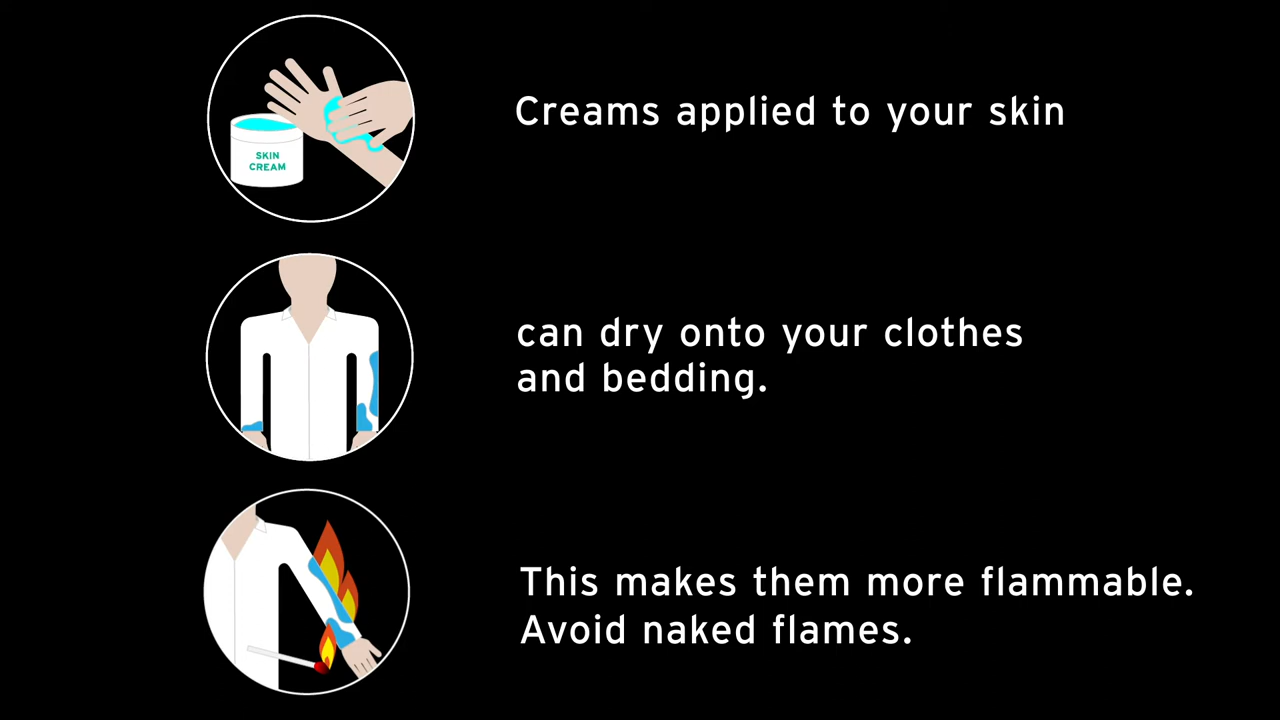 SKIN
CREAM
Creams applied to your skin
can dry onto your clothes
and bedding.
This makes them more flammable.
Avoid naked flames.